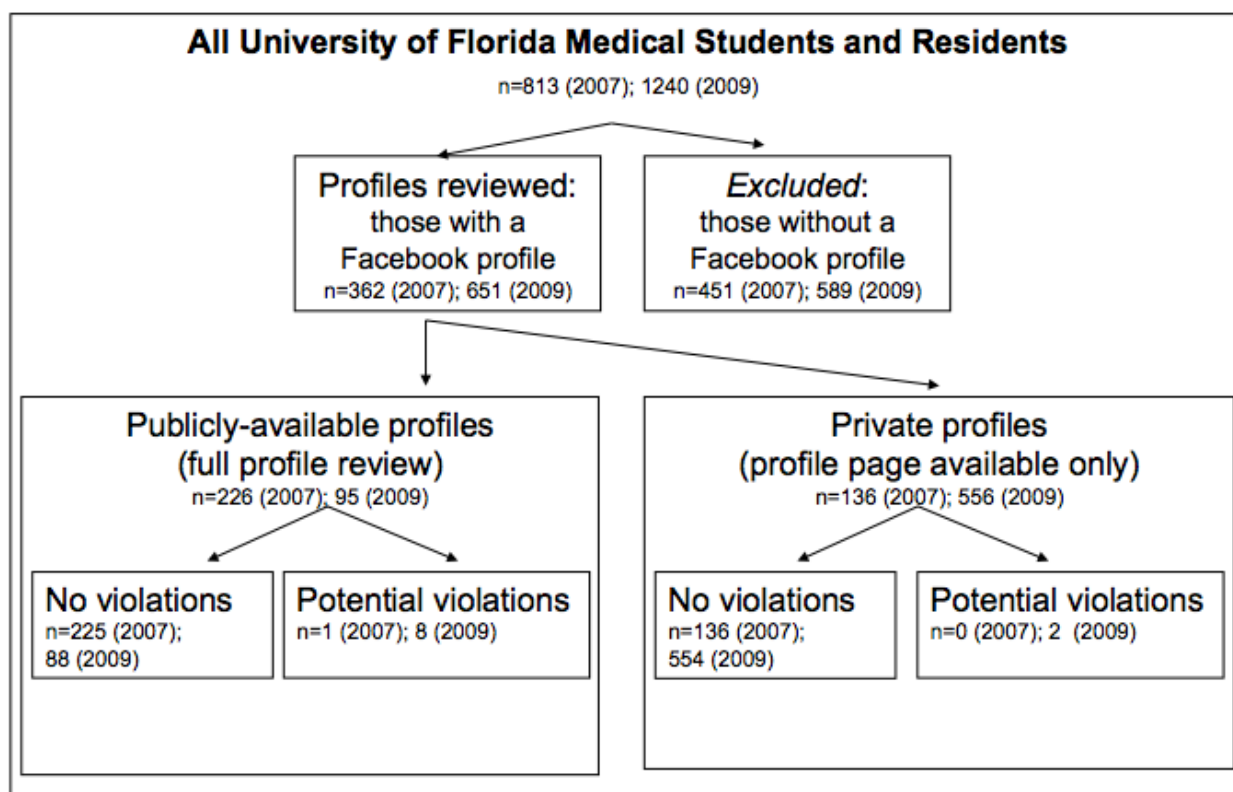 All University of Florida Medical Students and Residents
n=813 (2007); 1240 (2009)
Profiles reviewed:
those with a
Facebook profile
n=362 (2007); 651 (2009)
Excluded:
those without a
Facebook profile
n=451 (2007); 589 (2009)
Publicly-available profiles
(full profile review)
n=226 (2007); 95 (2009)
No violations
n=225 (2007);
88 (2009)
Potential violations
n=1 (2007); 8 (2009)
Private profiles
(profile page available only)
n=136 (2007); 556 (2009)
No violations
n=136 (2007);
554 (2009)
Potential violations
n=0 (2007); 2 (2009)